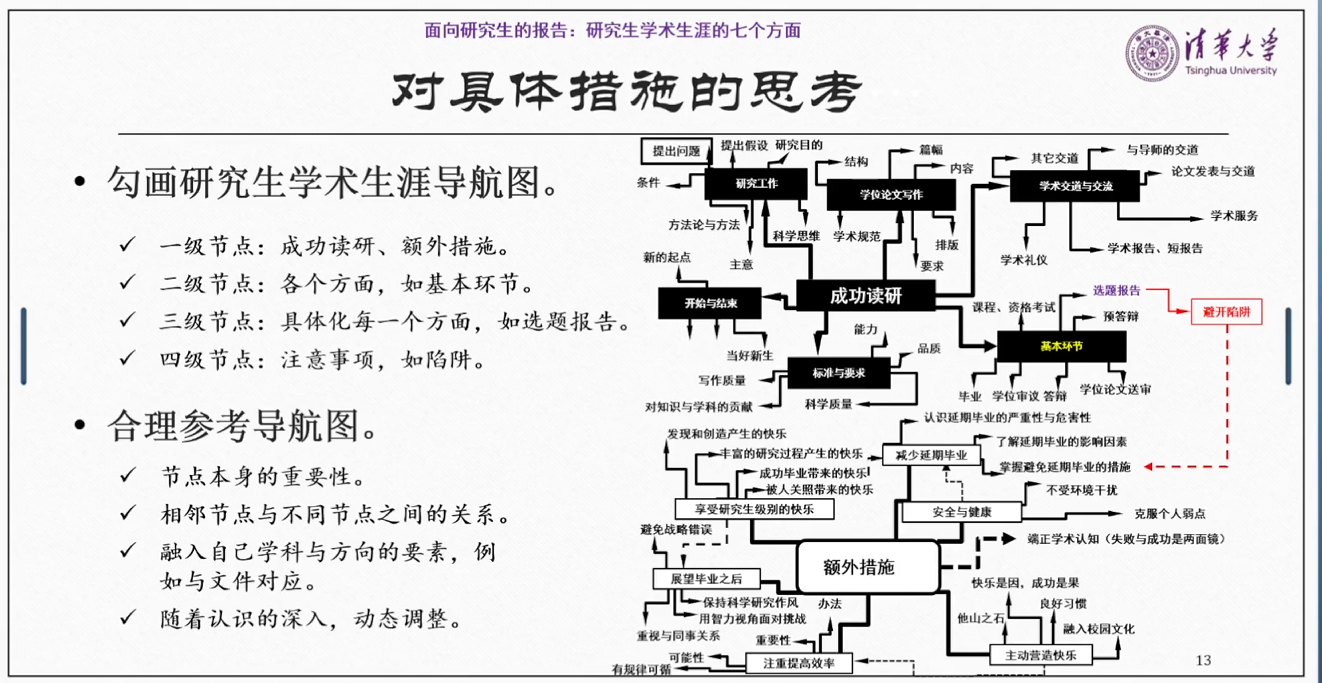 面向研究生的报告：研究生学术生涯的七个方面
清华大学
Tsinghua University
对具体措施的思考
• 勾画研究生学术生涯导航图。
✓ 一级节点：成功读研、额外措施。
✓ 二级节点：各个方面，如基本环节。
✓ 三级节点：具体化每一个方面，如选题报告。
✓ 四级节点：注意事项，如陷阱。
• 合理参考导航图。
✓ 节点本身的重要性。
✓ 相邻节点与不同节点之间的关系。
✓ 融入自己学科与方向的要素，例
如与文件对应。
✓ 随着认识的深入，动态调整。
提出问题
提出假设
研究目的
条件
研究工作
方法论与方法
主意
科学思维
结构
篇幅
内容
学位论文写作
学术规范
排版
要求
其它交道
与导师的交道
论文发表与交道
学术交道与交流
学术服务
学术报告、短报告
学术礼仪
新的起点
开始与结束
当好新生
成功读研
能力
品质
标准与要求
写作质量
对知识与学科的贡献
科学质量
课程、资格考试
选题报告
预答辩
基本环节
毕业
学位审议
答辩
学位论文送审
避开陷阱
认识延期毕业的严重性与危害性
了解延期毕业的影响因素
减少延期毕业
掌握避免延期毕业的措施
发现和创造产生的快乐
丰富的研究过程产生的快乐
成功毕业带来的快乐
被人关照带来的快乐
享受研究生级别的快乐
不受环境干扰
安全与健康
克服个人弱点
避免战略错误
展望毕业之后
保持科学研究作风
用智力视角面对挑战
重视与同事关系
额外措施
端正学术认知（失败与成功是两面镜）
快乐是因，成功是果
良好习惯
他山之石
融入校园文化
主动营造快乐
办法
重要性
可能性
有规律可循
注重提高效率
13